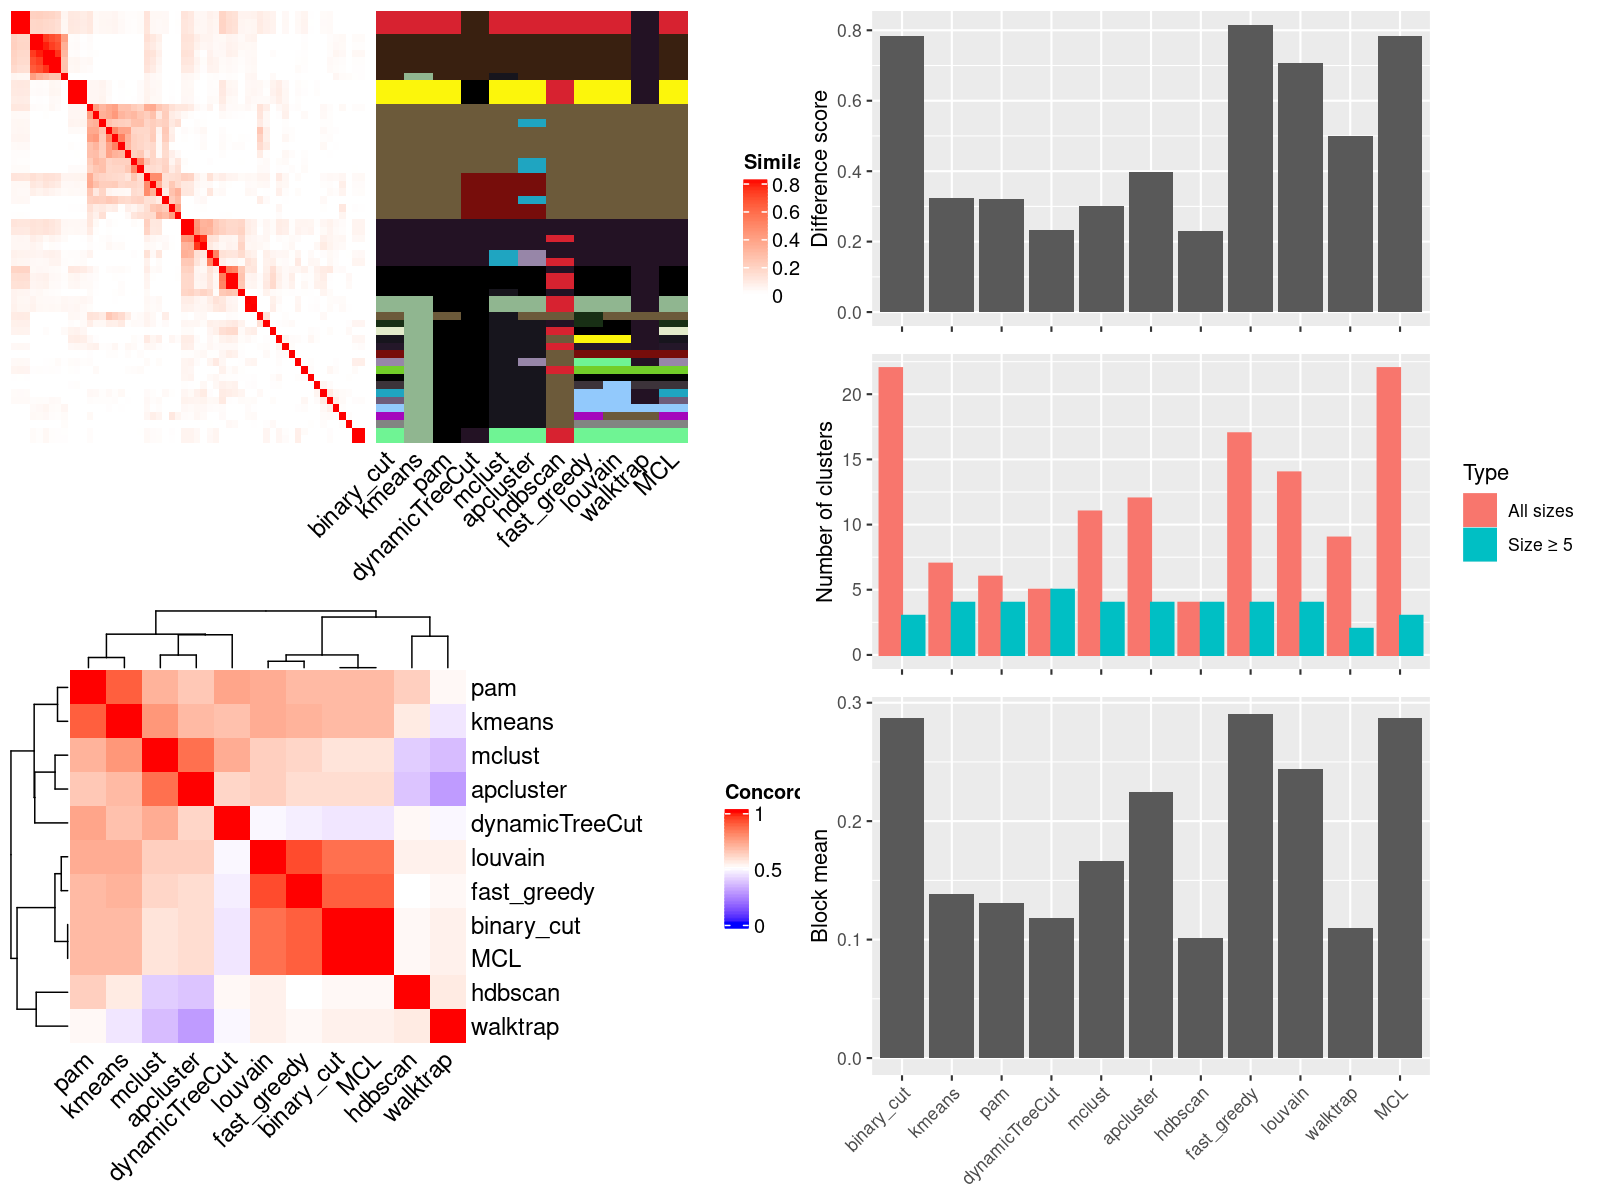 Simila
0.8
0.6
0.4
0.2
0
binary_cut
kmeans
pam
dynamicTreeCut
mclust
apcluster
hdbscan
fast_greedy
louvain
walktrap
MCL
pam
kmeans
mclust
apcluster
dynamicTreeCut
louvain
fast_greedy
binary_cut
MCL
hdbscan
walktrap
pam
kmeans
mclust
apcluster
dynamicTreeCut
louvain
fast_greedy
binary_cut
MCL
hdbscan
walktrap
Concorc
1
0.5
0
Difference score
0.8
0.6
0.4
0.2
0.0
Number of clusters
20
15
10
5
0
Type
All sizes
Size ≥ 5
Block mean
0.3
0.2
0.1
0.0
binary_cut
kmeans
pam
dynamicTreeCut
mclust
apcluster
hdbscan
fast_greedy
louvain
walktrap
MCL